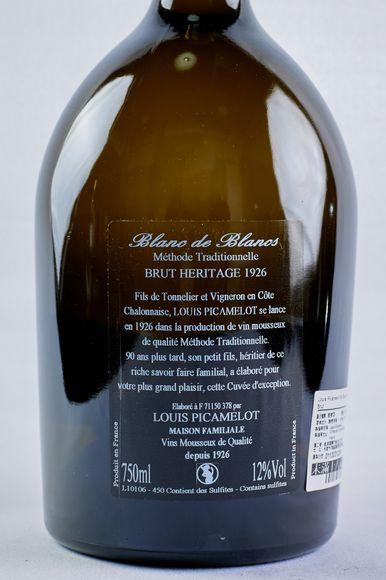 Blanc de Blancs
Méthode Traditionnelle
BRUT HERITAGE 1926
Fils de Tonnelier et Vigneron en Côte
Chalonnaise, LOUIS PICAMELOT se lance
en 1926 dans la production de vin mousseux
de qualité Méthode Traditionnelle.
90 ans plus tard, son petit fils, héritier de ce
riche savoir faire familial, a élaboré pour
votre plus grand plaisir, cette Cuvée d'exception.
Elaboré à F 71150 378 par
LOUIS PICAMELOT
MAISON FAMILIALE
Vins Mousseux de Qualité
depuis 1926
Produit en France
750ml
12%Vol
Product in France
L10106 - 450 Contient des Sulfites - Contains sulfites
Louis Picamelot